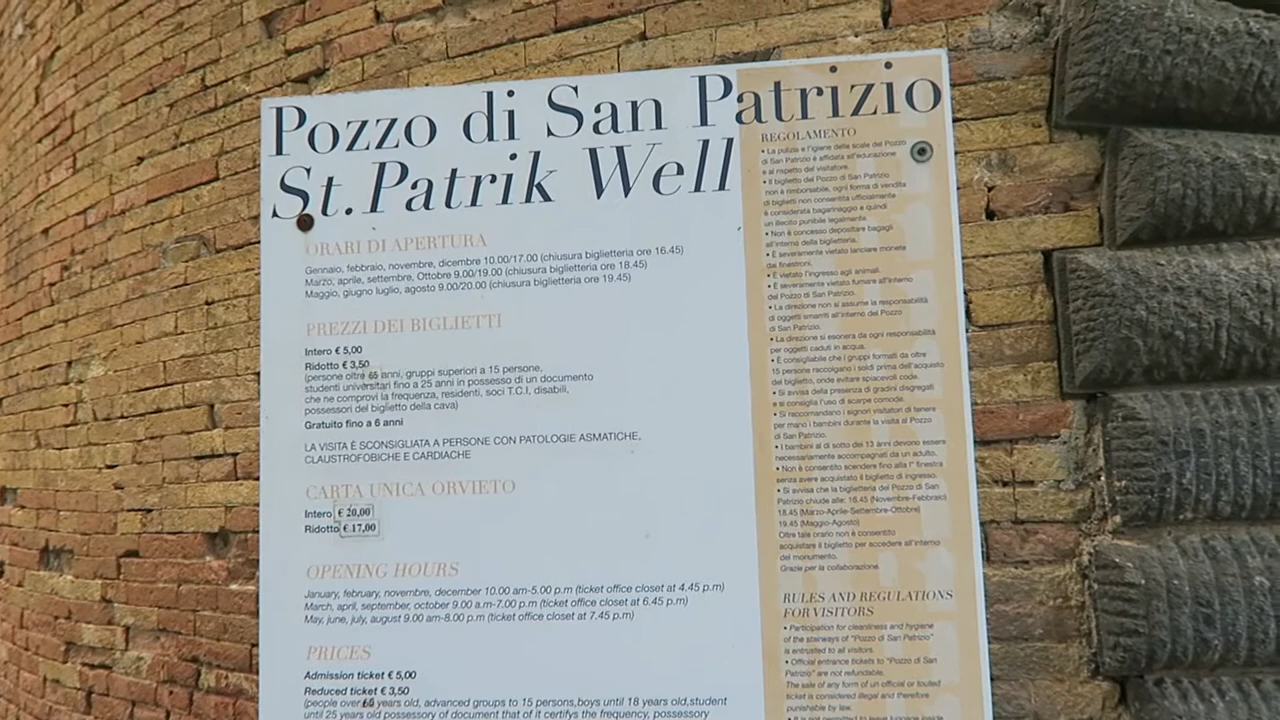 Pozzo di San Patrizio
St.Patrik Well
ORARI DI APERTURA
Gennaio, febbraio, novembre, dicembre 10.00/17.00 (chiusura biglietteria ore 16.45)
Marzo, aprile, settembre, Ottobre 9.00/19.00 (chiusura biglietteria ore 18.45)
Maggio, giugno luglio, agosto 9.00/20.00 (chiusura biglietteria ore 19.45)
PREZZI DEI BIGLIETTI
Intero € 5,00
Ridotto € 3,50
(persone oltre 65 anni, gruppi superiori a 15 persone,
studenti universitari fino a 25 anni in possesso di un documento
che ne comprovi la frequenza, residenti, soci T.C.I, disabili,
possessori del biglietto della cava)
Gratuito fino a 6 anni
LA VISITA È SCONSIGLIATA A PERSONE CON PATOLOGIE ASMATICHE,
CLAUSTROFOBICHE E CARDIACHE
CARTA UNICA ORVIETO
Intero € 20,00
Ridotto € 17,00
OPENING HOURS
January, february, novembre, december 10.00 am-5.00 p.m (ticket office closet at 4.45 p.m)
March, april, september, october 9.00 a.m-7.00 p.m (ticket office closet at 6.45 p.m)
May, june, july, august 9.00 am-8.00 p.m (ticket office closet at 7.45 p.m)
PRICES
Admission ticket € 5,00
Reduced ticket € 3,50
(people over 65 years old, advanced groups to 15 persons,boys until 18 years old,student
until 25 years old possessory of document that of it certifys the frequency, possessory
REGOLAMENTO
• La pulizia e l'igiene delle scale del Pozzo
di San Patrizio è affidata all'educazione
e al rispetto del visitatore.
• Il biglietto del Pozzo di San Patrizio
non è rimborsabile, ogni forma di vendita
di biglietti non consentita ufficialmente
è considerata bagarinaggio e quindi
un illecito punibile legalmente.
• Non è concesso depositare bagagli
all'interno della biglietteria.
• È severamente vietato lanciare monete
dai finestroni.
• È vietato l'ingresso agli animali.
• È severamente vietato fumare all'interno
del Pozzo di San Patrizio.
• La direzione non si assume la responsabilità
di oggetti smarriti all'interno del Pozzo
di San Patrizio.
• La direzione si esonera da ogni responsabilità
per oggetti caduti in acqua.
• È consigliabile che i gruppi formati da oltre
15 persone raccolgano i soldi prima dell'acquisto
del biglietto, onde evitare spiacevoli code.
• Si avvisa della presenza di gradini disgregati
e si consiglia l'uso di scarpe comode.
• Si raccomandano i signori visitatori di tenere
per mano i bambini durante la visita al Pozzo
di San Patrizio.
• I bambini al di sotto dei 13 anni devono essere
necessariamente accompagnati da un adulto.
• Non è consentito scendere fino alla I° finestra
senza avere acquistato il biglietto di ingresso.
• Si avvisa che la biglietteria del Pozzo di San
Patrizio chiude alle: 16.45 (Novembre-Febbraio)
18.45 (Marzo-Aprile-Settembre-Ottobre)
19.45 (Maggio-Agosto)
Oltre tale orario non è consentito
acquistare il biglietto per accedere all'interno
del monumento.
Grazie per la collaborazione.
RULES AND REGULATIONS
FOR VISITORS
• Participation for cleanliness and hygiene
of the stairways of "Pozzo di San Patrizio"
is entrusted to all visitors.
• Official entrance tickets to "Pozzo di San
Patrizio" are not refundable.
The sale of any form of un official or touted
ticket is considered illegal and therefore
punishable by law.
• It is not permitted to leave luggage inside